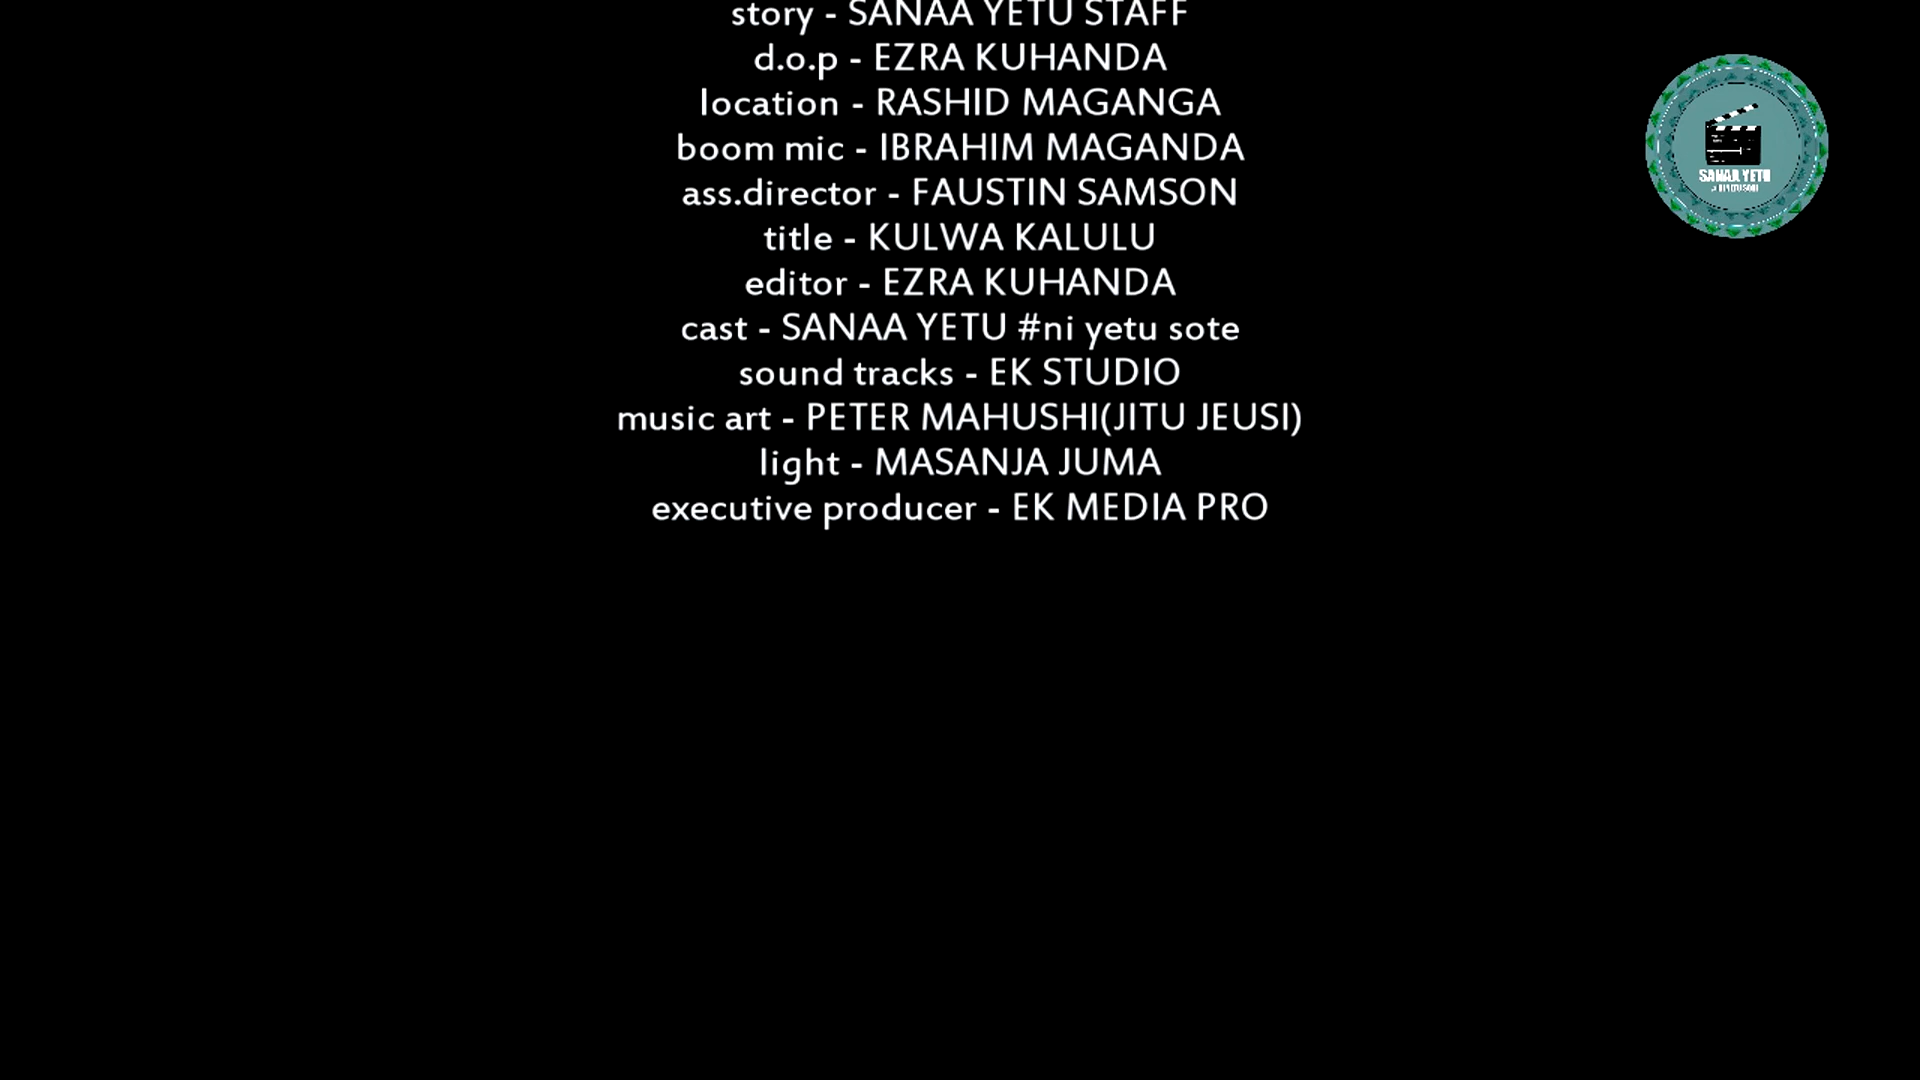 story - SANAA YETU STAFF
d.o.p - EZRA KUHANDA
location - RASHID MAGANGA
boom mic - IBRAHIM MAGANDA
ass.director - FAUSTIN SAMSON
title - KULWA KALULU
editor - EZRA KUHANDA
cast - SANAA YETU #ni yetu sote
sound tracks - EK STUDIO
music art - PETER MAHUSHI(JITU JEUSI)
light - MASANJA JUMA
executive producer - EK MEDIA PRO
SANAA YETU